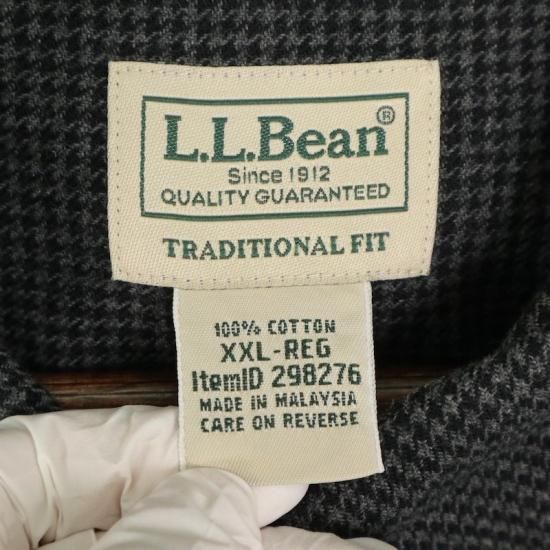 L.L.Bean®
Since 1912
QUALITY GUARANTEED
TRADITIONAL FIT
100% COTTON
XXL-REG
ItemID 298276
MADE IN MALAYSIA
CARE ON REVERSE